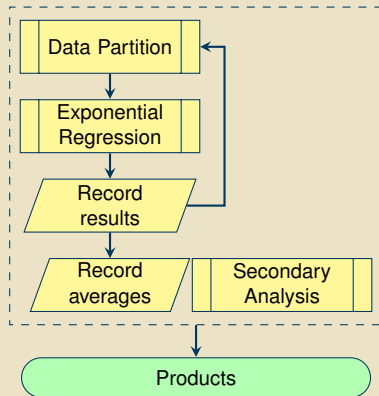 Data Partition
Exponential
Regression
Record
results
Record
averages
Secondary
Analysis
Products